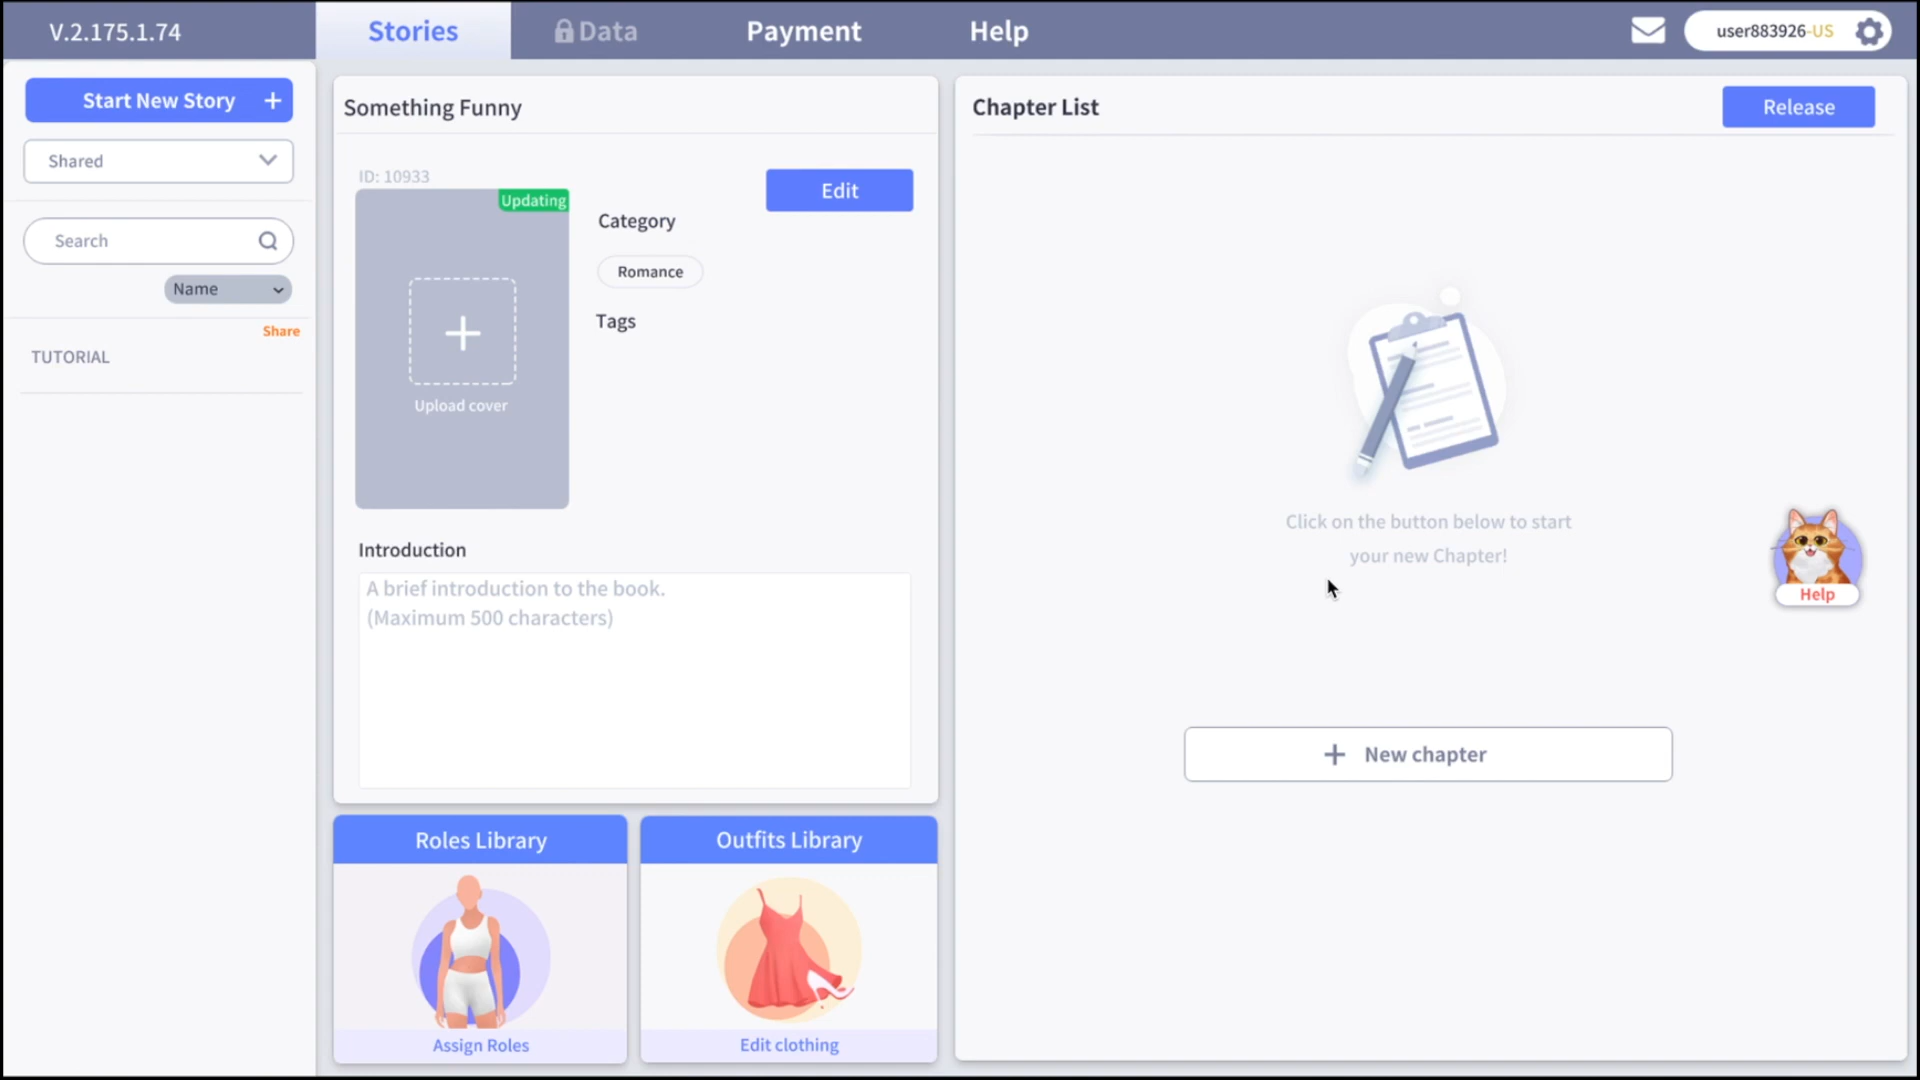 V.2.175.1.74
Stories
Data
Payment
Help
user883926-US
Start New Story
Shared
Search
Name
Share
TUTORIAL
Something Funny
ID: 10933
Updating
Upload cover
Edit
Category
Romance
Tags
Introduction
A brief introduction to the book.
(Maximum 500 characters)
Roles Library
Assign Roles
Outfits Library
Edit clothing
Chapter List
Release
Click on the button below to start
your new Chapter!
Help
New chapter